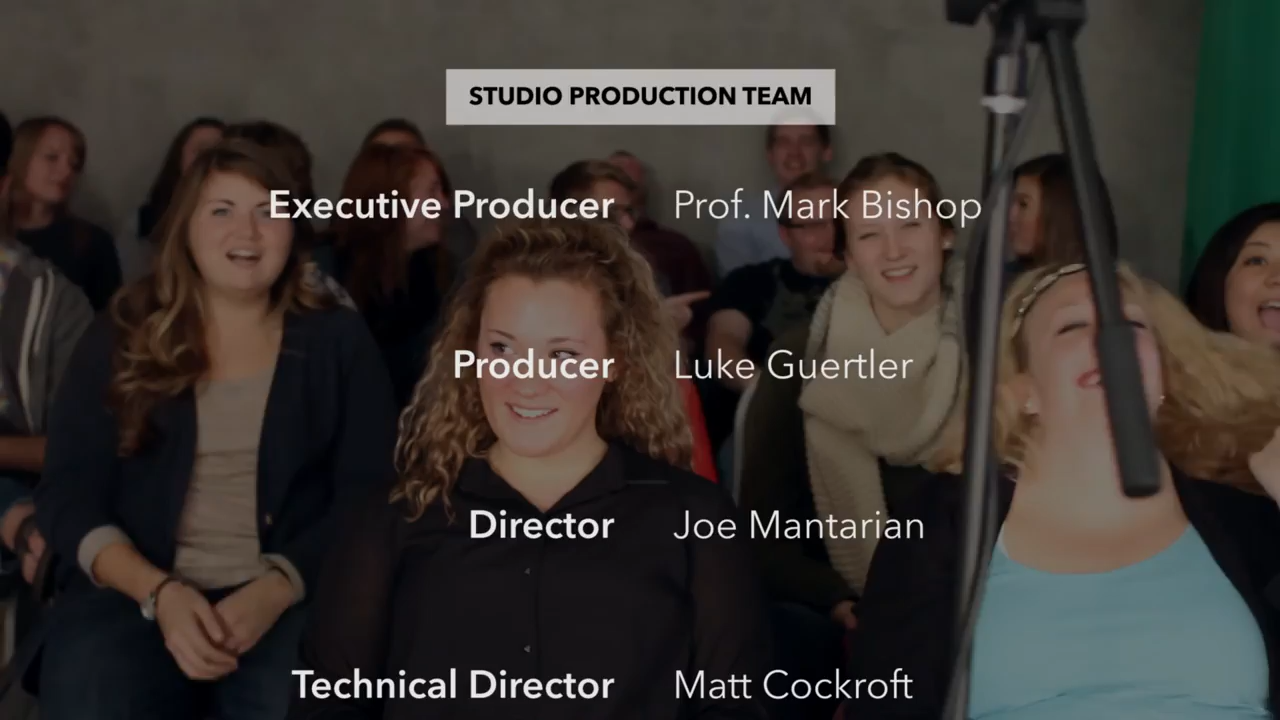 STUDIO PRODUCTION TEAM
Executive Producer Prof. Mark Bishop
Producer Luke Guertler
Director Joe Mantarian
Technical Director Matt Cockroft